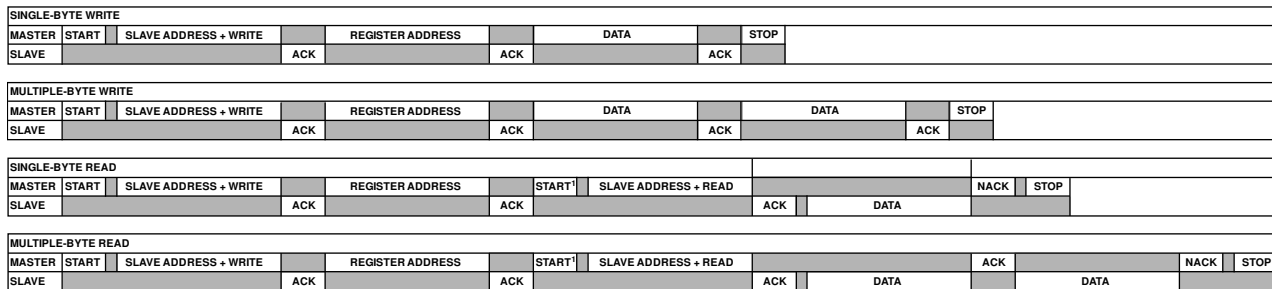 SINGLE-BYTE WRITE
MASTER START SLAVE ADDRESS + WRITE REGISTER ADDRESS DATA STOP
SLAVE ACK ACK ACK
MULTIPLE-BYTE WRITE
MASTER START SLAVE ADDRESS + WRITE REGISTER ADDRESS DATA DATA STOP
SLAVE ACK ACK ACK ACK
SINGLE-BYTE READ
MASTER START SLAVE ADDRESS + WRITE REGISTER ADDRESS START¹ SLAVE ADDRESS + READ NACK STOP
SLAVE ACK ACK ACK DATA
MULTIPLE-BYTE READ
MASTER START SLAVE ADDRESS + WRITE REGISTER ADDRESS START¹ SLAVE ADDRESS + READ ACK NACK STOP
SLAVE ACK ACK ACK DATA DATA